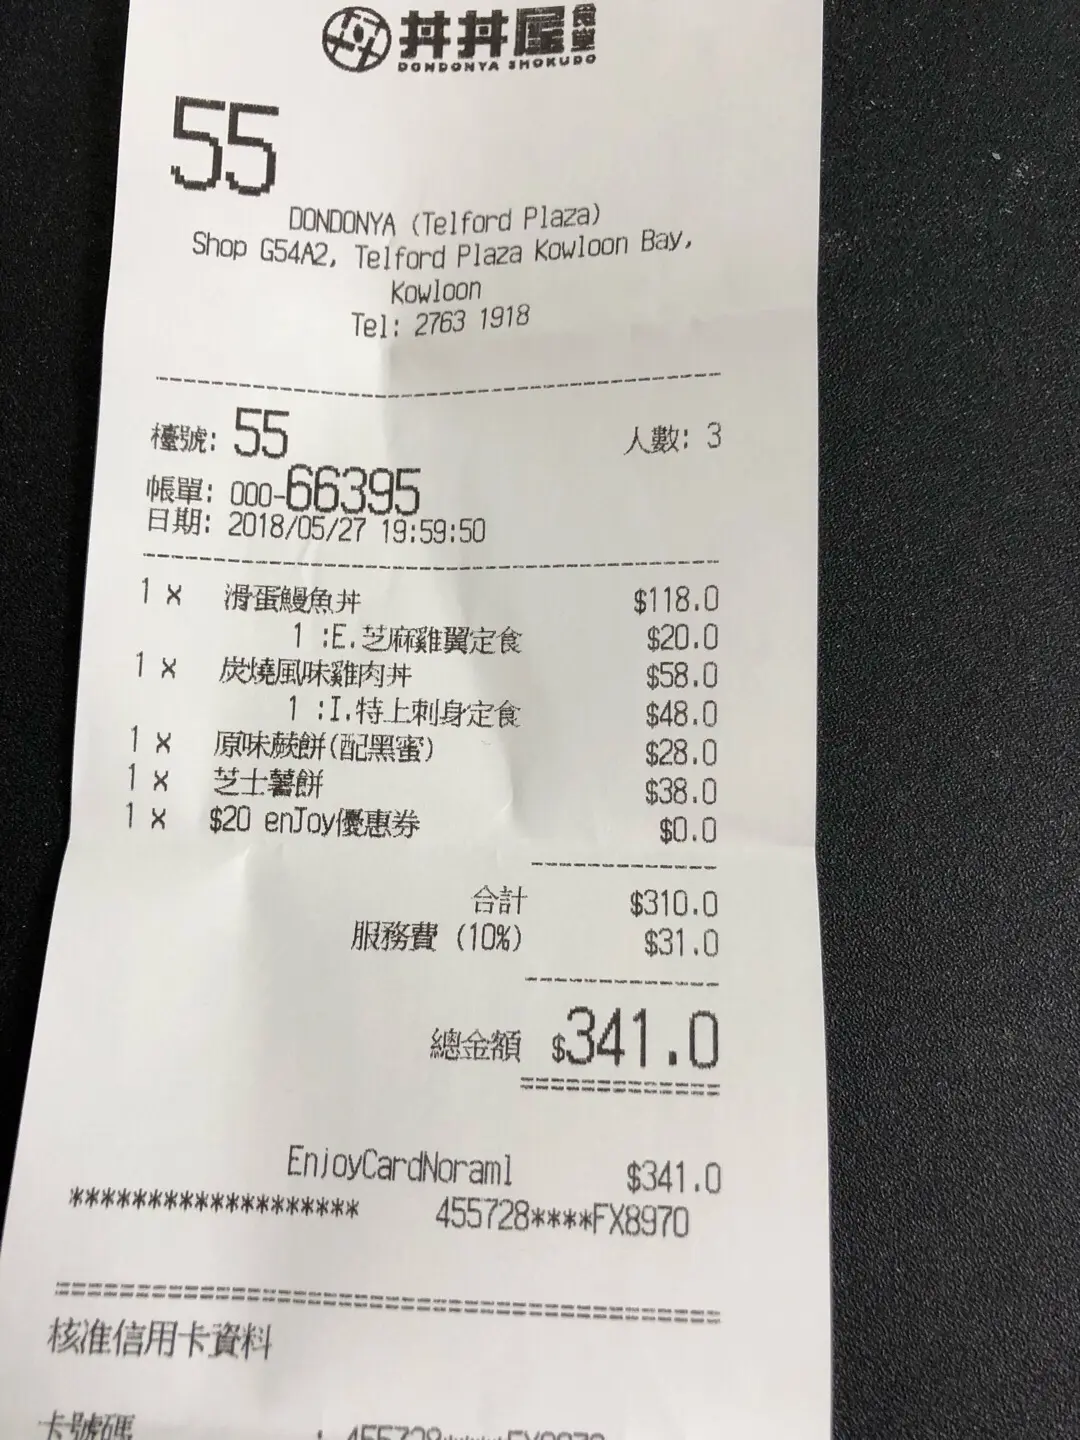 丼丼屋 食堂
DONDONYA SHOKUDO
55
DONDONYA (Telford Plaza)
Shop G54A2, Telford Plaza Kowloon Bay,
Kowloon
Tel: 2763 1918
檯號: 55 人數: 3
帳單: 000-66395
日期: 2018/05/27 19:59:50
1 x 滑蛋鰻魚丼 $118.0
1 :E.芝麻雞翼定食 $20.0
1 x 炭燒風味雞肉丼 $58.0
1 :I.特上刺身定食 $48.0
1 x 原味蕨餅(配黑蜜) $28.0
1 x 芝士薯餅 $38.0
1 x $20 enJoy優惠券 $0.0
合計 $310.0
服務費 (10%) $31.0
總金額 $341.0
EnjoyCardNoraml $341.0
******************* 455728****FX8970
核准信用卡資料
卡號碼 : 455728****FX8970